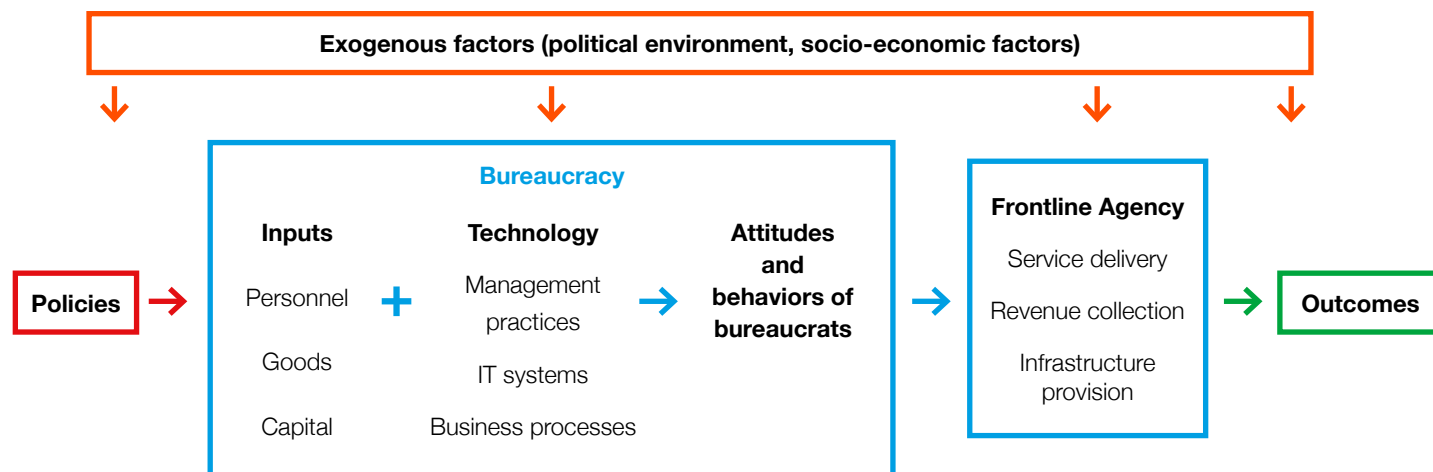 Exogenous factors (political environment, socio-economic factors)
Policies
Bureaucracy
Inputs
Personnel
Goods
Capital
+
Technology
Management
practices
IT systems
Business processes
Attitudes
and
behaviors of
bureaucrats
Frontline Agency
Service delivery
Revenue collection
Infrastructure
provision
Outcomes